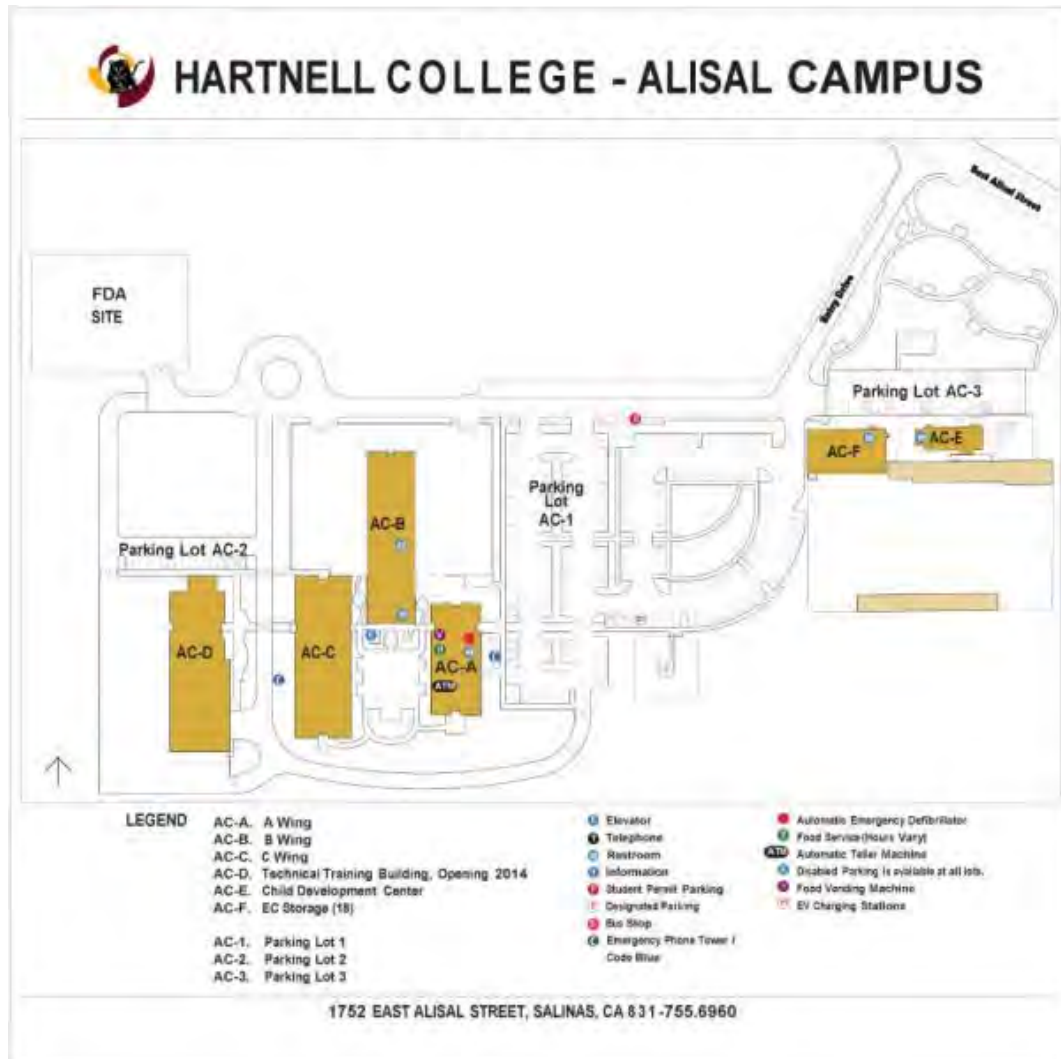 HARTNELL COLLEGE - ALISAL CAMPUS
East Alisal Street
Entry Drive
FDA
SITE
Parking Lot AC-3
AC-F
AC-E
Parking
Lot
AC-1
AC-B
Parking Lot AC-2
AC-D
AC-C
AC-A
ATM
LEGEND
AC-A. A Wing
AC-B. B Wing
AC-C. C Wing
AC-D. Technical Training Building, Opening 2014
AC-E. Child Development Center
AC-F. EC Storage (18)
AC-1. Parking Lot 1
AC-2. Parking Lot 2
AC-3. Parking Lot 3
Elevator
Telephone
Restroom
Information
Student Permit Parking
Designated Parking
Bus Stop
Emergency Phone Tower /
Code Blue
Automatic Emergency Defibrillator
Food Service (Hours Vary)
ATM Automatic Teller Machine
Disabled Parking is available at all lots.
Food Vending Machine
EV Charging Stations
1752 EAST ALISAL STREET, SALINAS, CA 831-755.6960